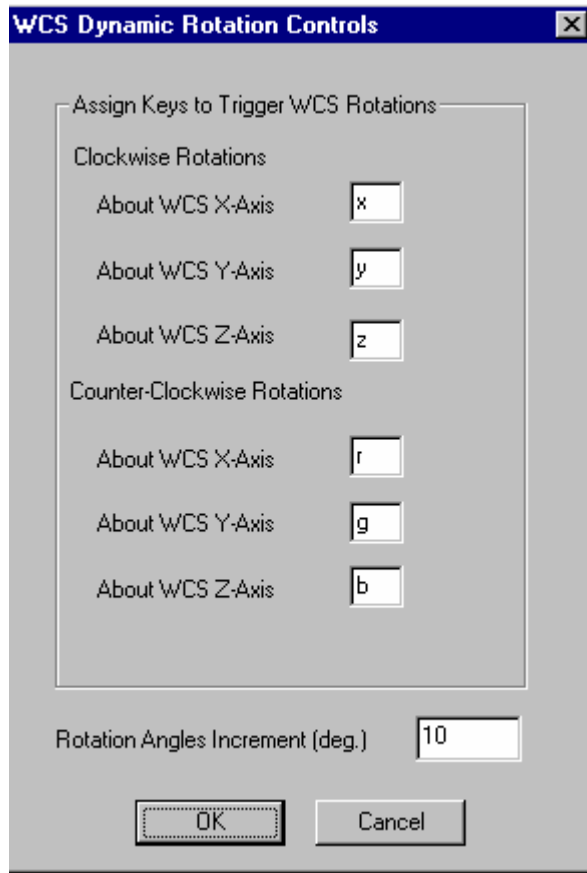 WCS Dynamic Rotation Controls
Assign Keys to Trigger WCS Rotations
Clockwise Rotations
About WCS X-Axis x
About WCS Y-Axis y
About WCS Z-Axis z
Counter-Clockwise Rotations
About WCS X-Axis r
About WCS Y-Axis g
About WCS Z-Axis b
Rotation Angles Increment (deg.) 10
OK Cancel